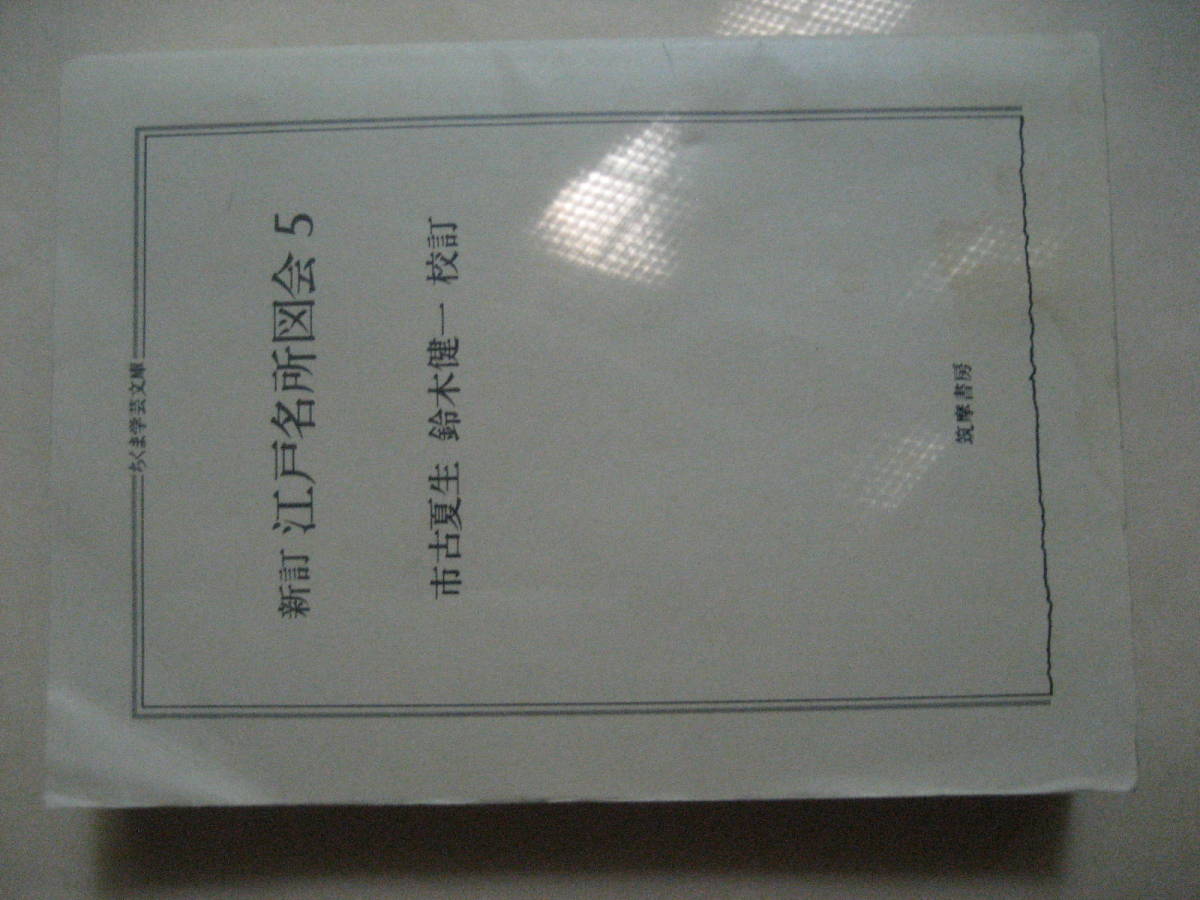 ちくま学芸文庫
新訂 江戸名所図会 5
市古夏生 鈴木健一 校訂
筑摩書房